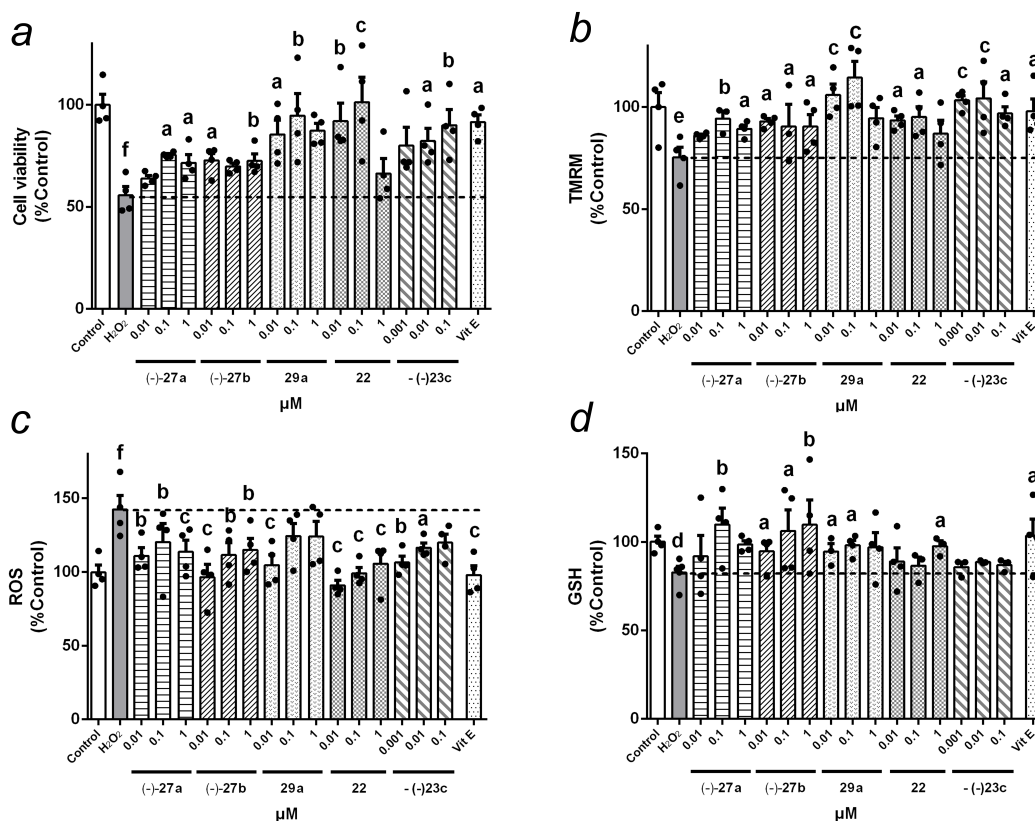 a
Cell viability
(%Control)
100
50
0
f
a
a
b
a
b
b
c
a
b
a
Control
H₂O₂
0.01
0.1
1
0.01
0.1
1
0.01
0.1
1
0.01
0.1
1
0.001
0.01
0.1
Vit E
(-)-27a
(-)-27b
29a
22
- (-)23c
µM
b
TMRM
(%Control)
100
50
0
e
b
a
a
a
c
c
a
a
c
c
a
a
Control
H₂O₂
0.01
0.1
1
0.01
0.1
1
0.01
0.1
1
0.01
0.1
1
0.001
0.01
0.1
Vit E
(-)-27a
(-)-27b
29a
22
- (-)23c
µM
c
ROS
(%Control)
150
100
50
0
f
b
b
c
c
b
b
c
c
c
c
b
a
c
Control
H₂O₂
0.01
0.1
1
0.01
0.1
1
0.01
0.1
1
0.01
0.1
1
0.001
0.01
0.1
Vit E
(-)-27a
(-)-27b
29a
22
- (-)23c
µM
d
GSH
(%Control)
150
100
50
0
d
b
a
a
b
a
a
a
a
Control
H₂O₂
0.01
0.1
1
0.01
0.1
1
0.01
0.1
1
0.01
0.1
1
0.001
0.01
0.1
Vit E
(-)-27a
(-)-27b
29a
22
- (-)23c
µM